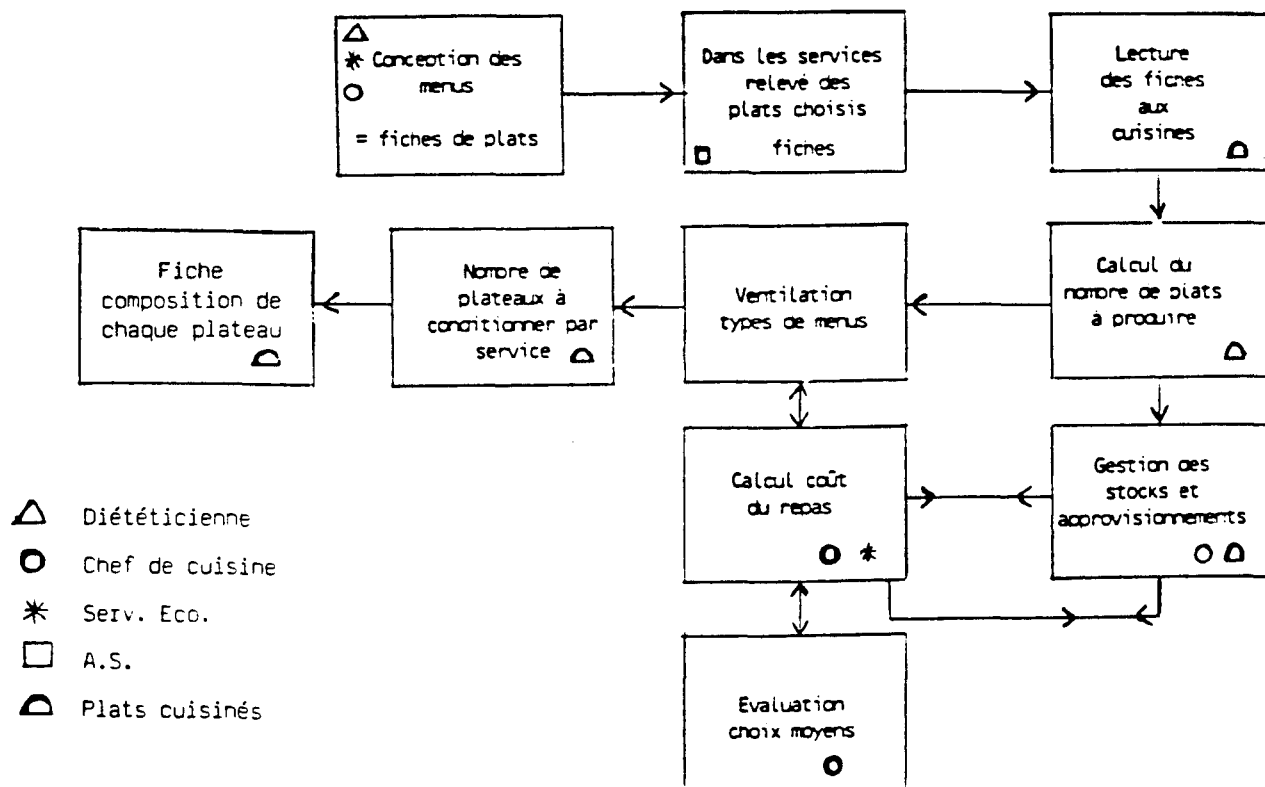 Conception des
menus
= fiches de plats
Dans les services
relevé des
plats choisis
fiches
Lecture
des fiches
aux
cuisines
Fiche
composition de
chaque plateau
Nombre de
plateaux à
conditionner par
service
Ventilation
types de menus
Calcul du
nombre de plats
à produire
Calcul coût
du repas
Gestion des
stocks et
approvisionnements
Evaluation
choix moyens
Diététicienne
Chef de cuisine
Serv. Eco.
A.S.
Plats cuisinés